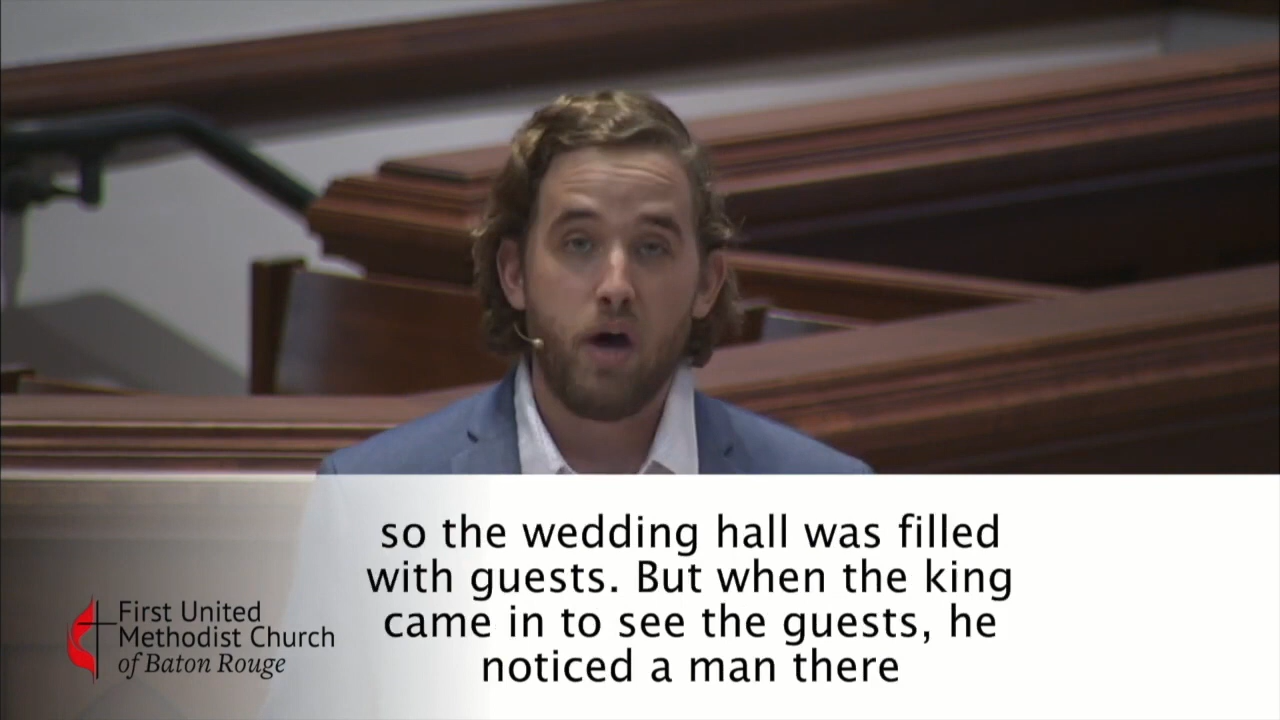 so the wedding hall was filled
with guests. But when the king
came in to see the guests, he
noticed a man there
First United
Methodist Church
of Baton Rouge